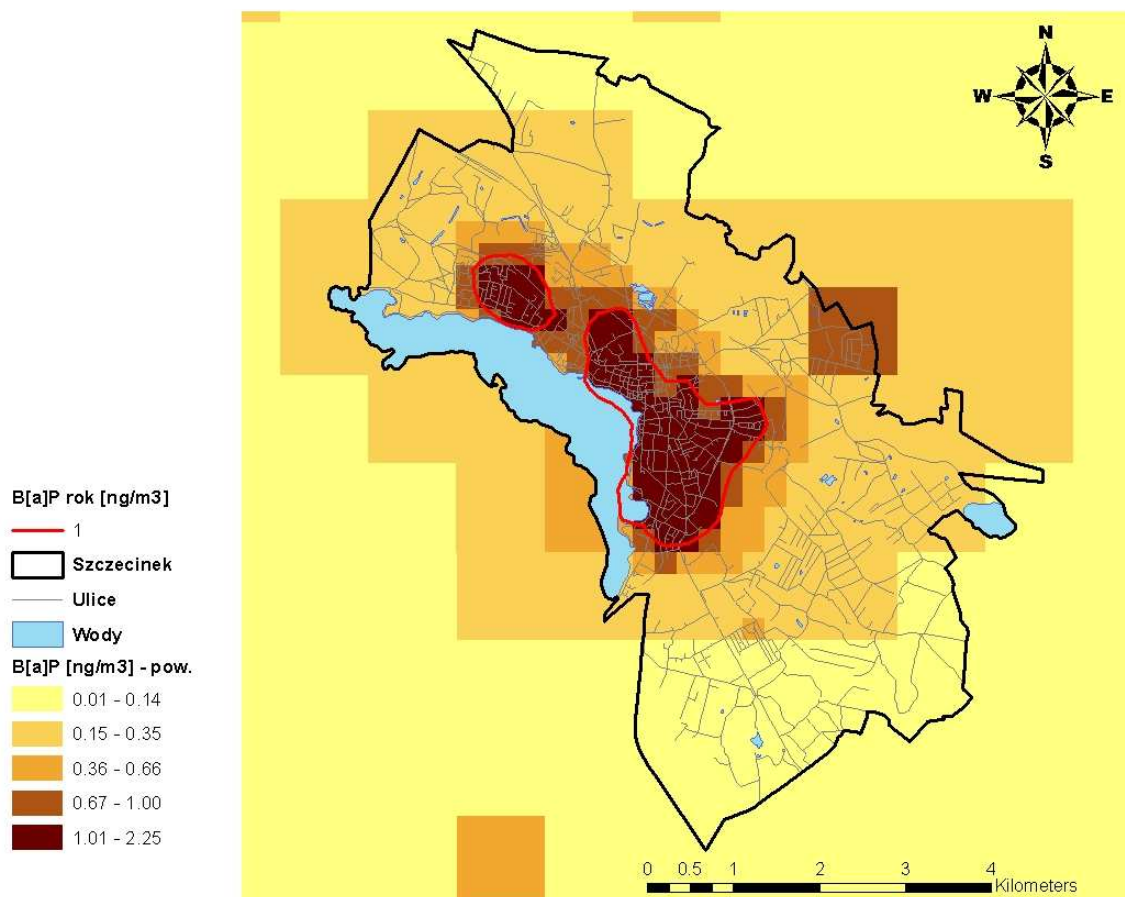 N
W E
S
B[a]P rok [ng/m3]
1
Szczecinek
Ulice
Wody
B[a]P [ng/m3] - pow.
0.01 - 0.14
0.15 - 0.35
0.36 - 0.66
0.67 - 1.00
1.01 - 2.25
0 0.5 1 2 3 4
Kilometers